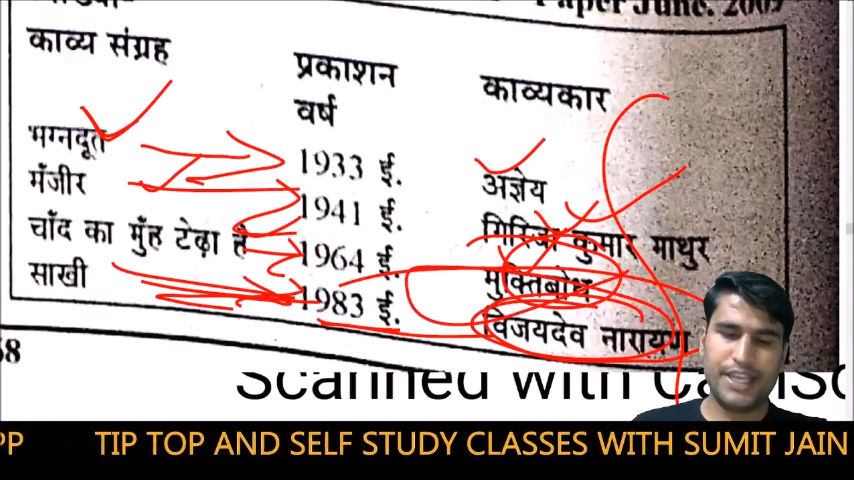 Paper June. 2009
काव्य संग्रह प्रकाशन वर्ष काव्यकार
भग्नदूत 1933 ई. अज्ञेय
मँजीर 1941 ई. गिरिजा कुमार माथुर
चाँद का मुँह टेढ़ा है 1964 ई. मुक्तिबोध
साखी 1983 ई. विजयदेव नारायण
Scanned with
TIP TOP AND SELF STUDY CLASSES WITH SUMIT JAIN